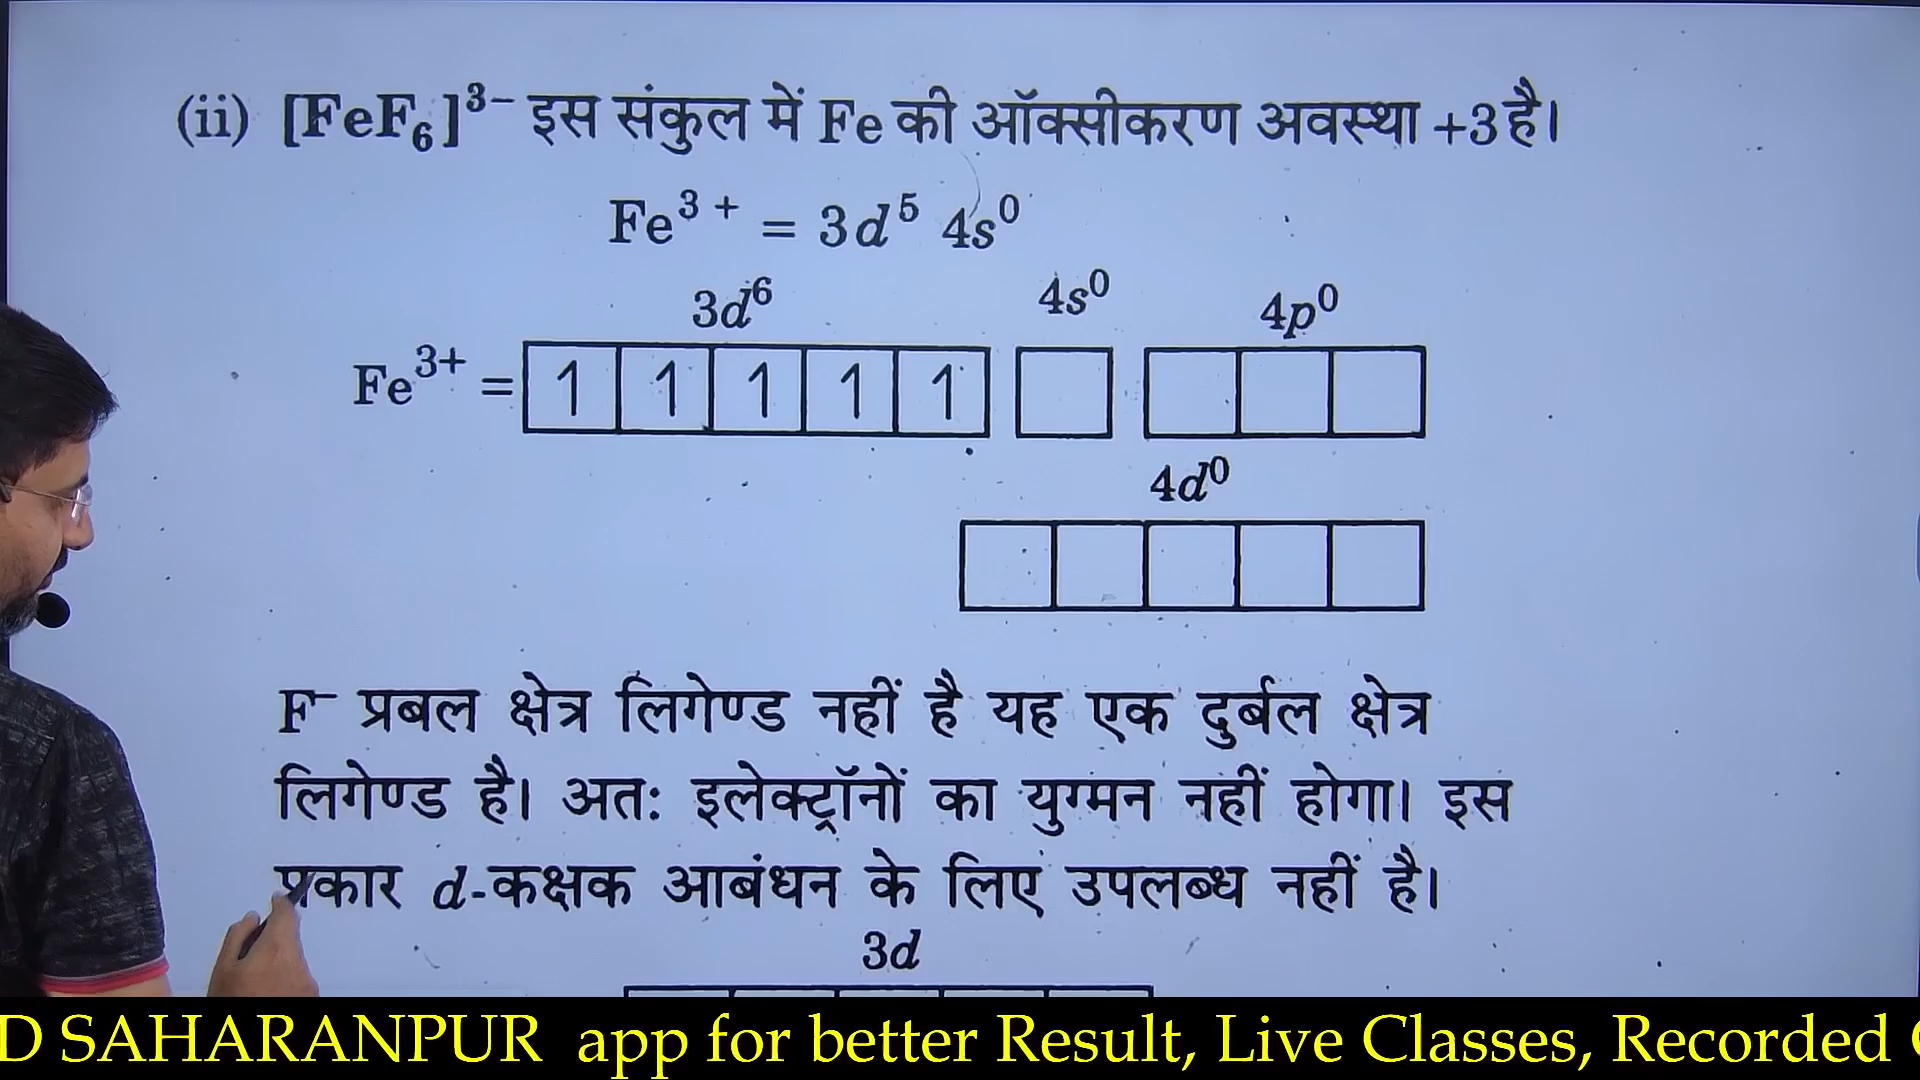 (ii) [FeF₆]³⁻ इस संकुल में Fe की ऑक्सीकरण अवस्था +3 है।
Fe³⁺ = 3d⁵ 4s⁰
3d⁶ 4s⁰ 4p⁰
Fe³⁺ = 1 1 1 1 1
4d⁰
F⁻ प्रबल क्षेत्र लिगेण्ड नहीं है यह एक दुर्बल क्षेत्र
लिगेण्ड है। अतः इलेक्ट्रॉनों का युग्मन नहीं होगा। इस
प्रकार d-कक्षक आबंधन के लिए उपलब्ध नहीं है।
3d
D SAHARANPUR app for better Result, Live Classes, Recorded